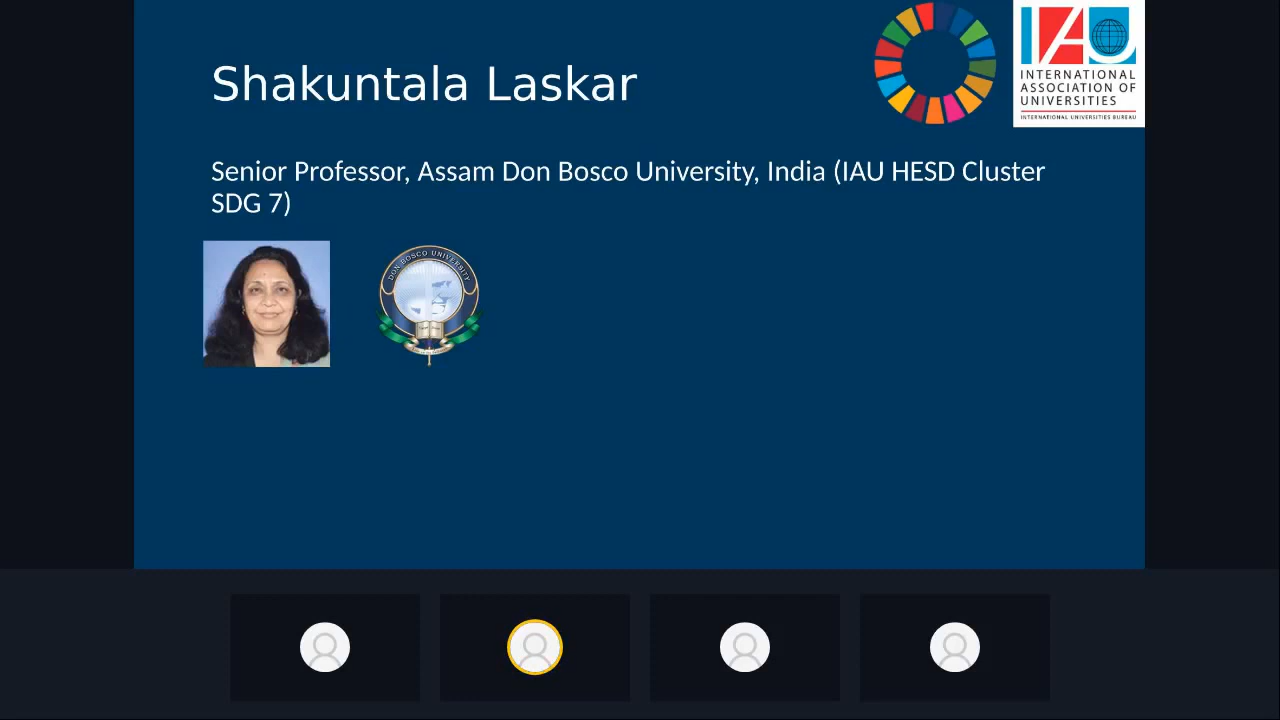 Shakuntala Laskar
IAU
INTERNATIONAL
ASSOCIATION OF
UNIVERSITIES
INTERNATIONAL UNIVERSITIES BUREAU
Senior Professor, Assam Don Bosco University, India (IAU HESD Cluster
SDG 7)
DON BOSCO UNIVERSITY